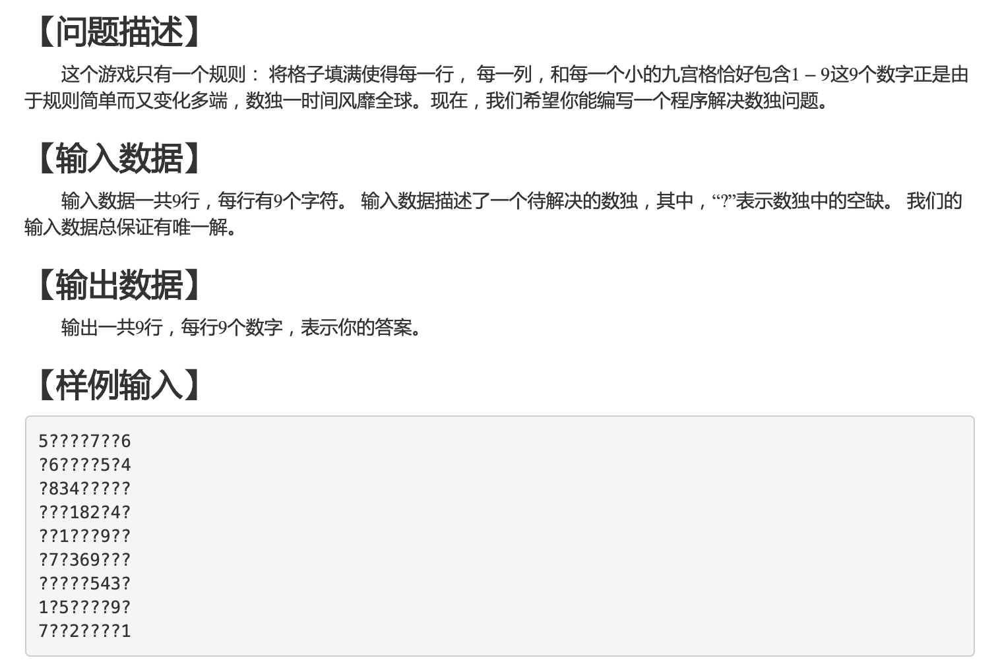 【问题描述】
这个游戏只有一个规则： 将格子填满使得每一行， 每一列，和每一个小的九宫格恰好包含1 – 9这9个数字正是由
于规则简单而又变化多端，数独一时间风靡全球。现在，我们希望你能编写一个程序解决数独问题。
【输入数据】
输入数据一共9行，每行有9个字符。 输入数据描述了一个待解决的数独，其中，“?”表示数独中的空缺。 我们的
输入数据总保证有唯一解。
【输出数据】
输出一共9行，每行9个数字，表示你的答案。
【样例输入】
5????7??6
?6????5?4
?834?????
???182?4?
??1???9??
?7?369???
?????543?
1?5????9?
7??2????1